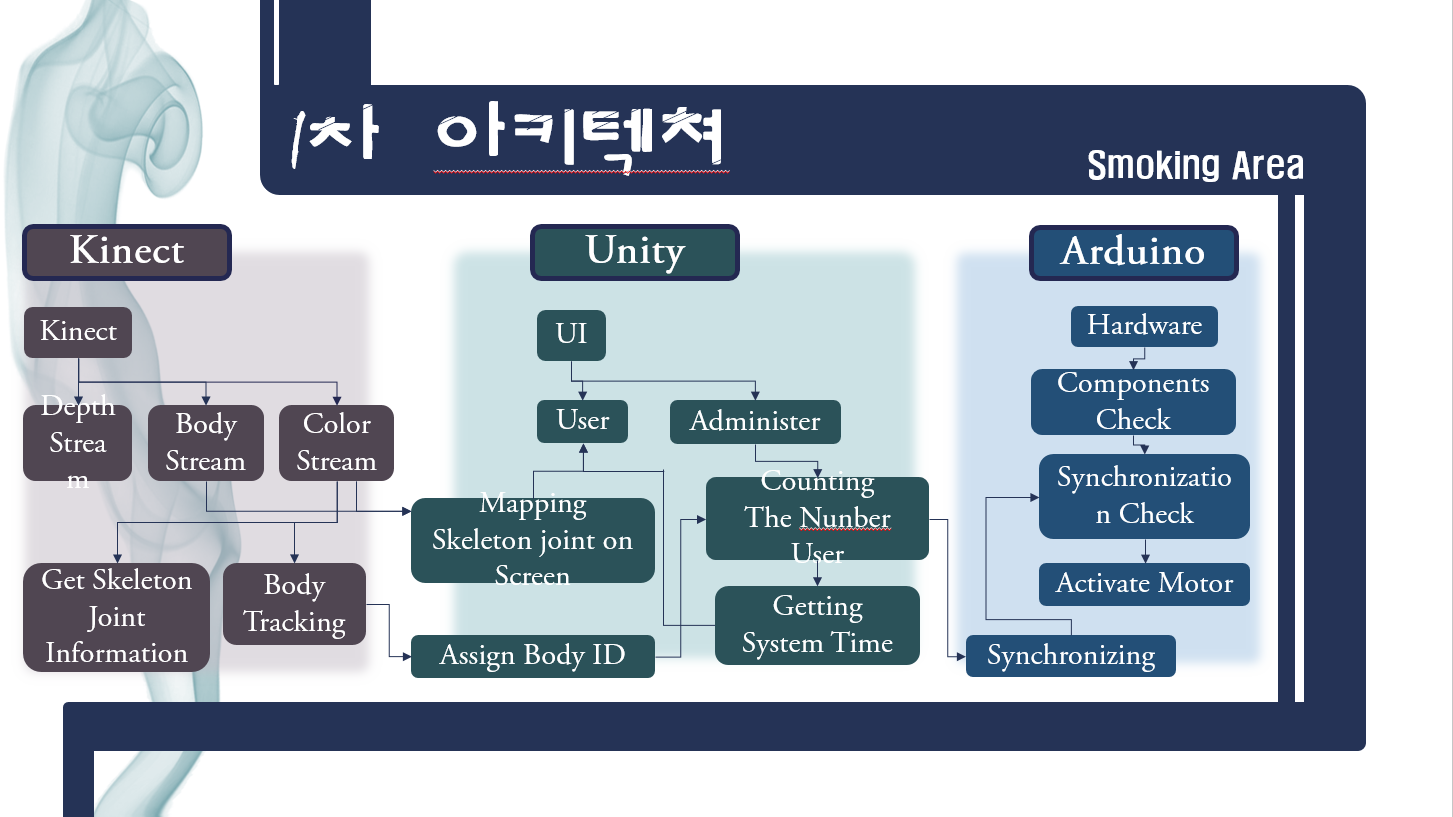 1차 아키텍쳐
Smoking Area
Kinect
Kinect
Depth
Strea
m
Body
Stream
Color
Stream
Get Skeleton
Joint
Information
Body
Tracking
Unity
UI
User
Administer
Mapping
Skeleton joint on
Screen
Counting
The Nunber
User
Getting
System Time
Assign Body ID
Arduino
Hardware
Components
Check
Synchronizatio
n Check
Activate Motor
Synchronizing